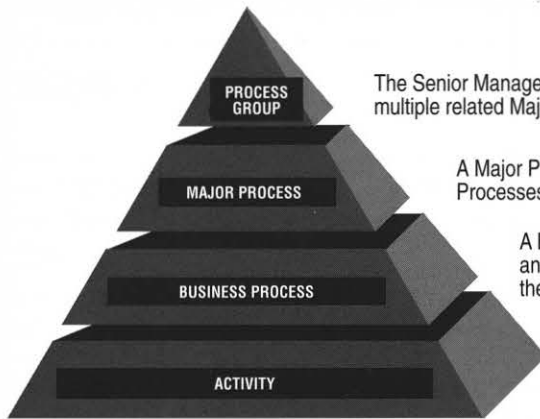 PROCESS
GROUP
The Senior Manage
multiple related Maj
MAJOR PROCESS
A Major P
Processes
BUSINESS PROCESS
A
an
the
ACTIVITY